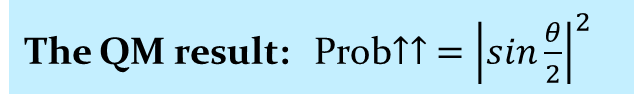 The QM result: Prob↑↑ = |sin θ/2|²